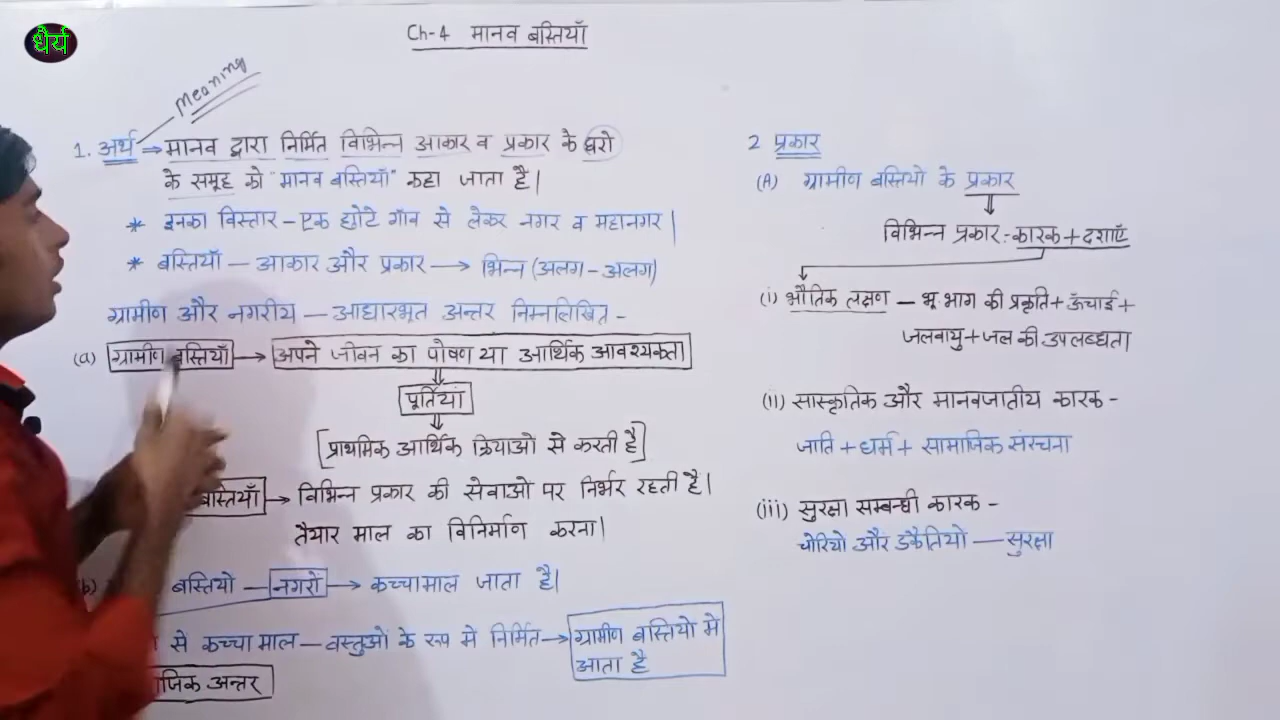 धैर्य
Ch-4 मानव बस्तियाँ
Meaning
1. अर्थ ⇒ मानव द्वारा निर्मित विभिन्न आकार व प्रकार के घरो
के समूह को "मानव बस्तियाँ" कहा जाता है|
* इनका विस्तार - एक छोटे गाँव से लेकर नगर व महानगर|
* बस्तियाँ — आकार और प्रकार → भिन्न (अलग-अलग)
ग्रामीण और नगरीय — आधारभूत अन्तर निम्नलिखित -
(a) ग्रामीण बस्तियाँ → अपने जीवन का पोषण या आर्थिक आवश्यकता
पूर्तियां
[प्राथमिक आर्थिक क्रियाओ से करती है]
बस्तियाँ → विभिन्न प्रकार की सेवाओ पर निर्भर रहती है|
तैयार माल का विनिर्माण करना|
b) बस्तियो — नगरों → कच्चामाल जाता है|
से कच्चा माल — वस्तुओं के रूप मे निर्मित → ग्रामीण बस्तियो मे
आता है
जिक अन्तर
2 प्रकार
(A) ग्रामीण बस्तियो के प्रकार
विभिन्न प्रकार:- कारक + दशाएँ
(i) भौतिक लक्षण — भू भाग की प्रकृति + ऊँचाई +
जलवायु + जल की उपलब्धता
(ii) सास्कृतिक और मानवजातीय कारक -
जाति + धर्म + सामाजिक संरचना
(iii) सुरक्षा सम्बन्धी कारक -
चोरियो और डकैतियो — सुरक्षा